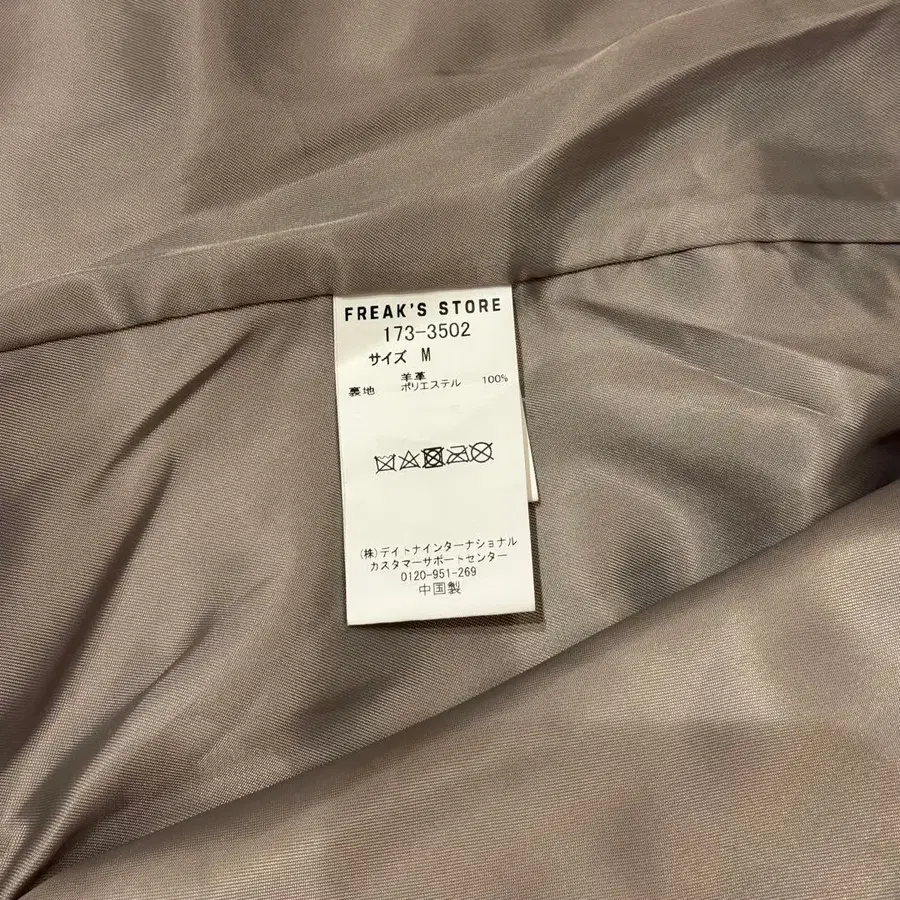 FREAK'S STORE
173-3502
サイズ M
羊革
裏地 ポリエステル 100%
(株)デイトナインターナショナル
カスタマーサポートセンター
0120-951-269
中国製